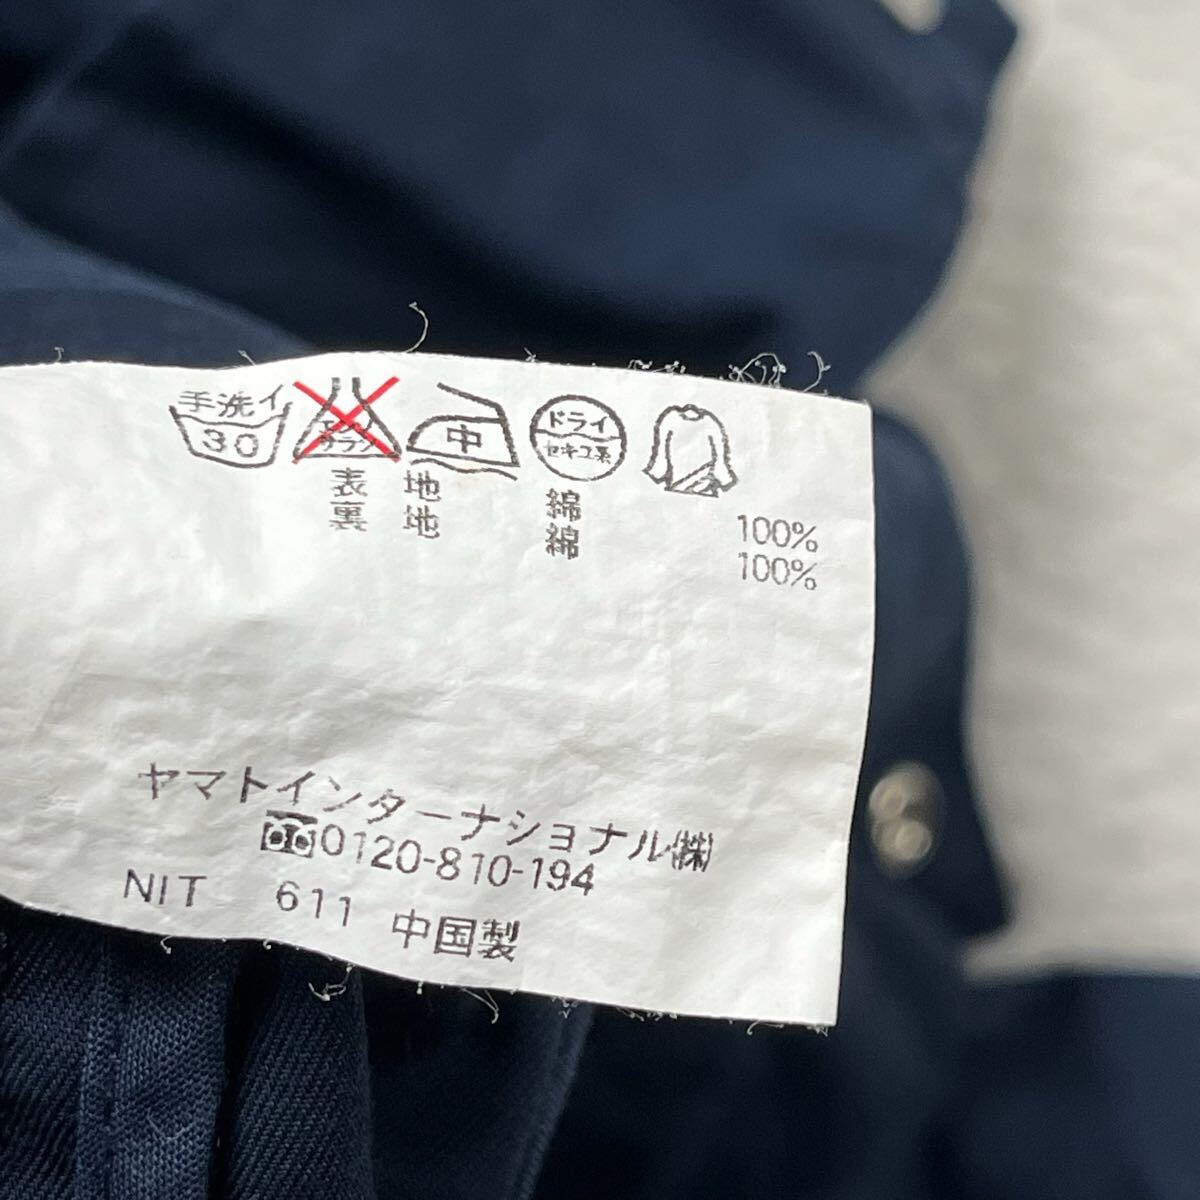 手洗イ 30 エンソ サラシ 中 ドライ セキユ系
表地 綿 100%
裏地 綿 100%
ヤマトインターナショナル㈱
0120-810-194
NIT 611 中国製